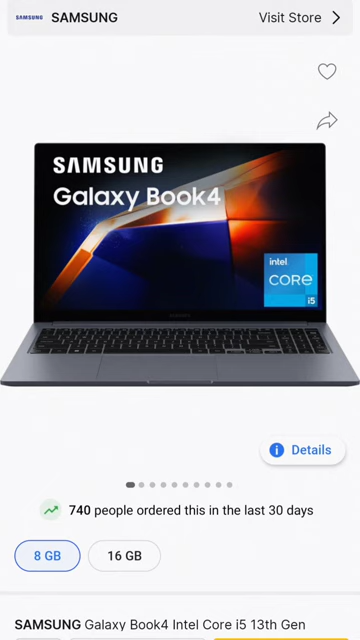 SAMSUNG SAMSUNG Visit Store
SAMSUNG
Galaxy Book4
intel.
CORE
i5
Details
740 people ordered this in the last 30 days
8 GB 16 GB
SAMSUNG Galaxy Book4 Intel Core i5 13th Gen